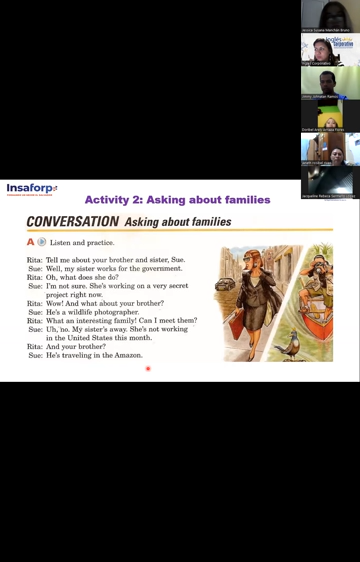 Insaforp
Activity 2: Asking about families
CONVERSATION Asking about families
A Listen and practice.
Rita: Tell me about your brother and sister, Sue.
Sue: Well, my sister works for the government.
Rita: Oh, what does she do?
Sue: I'm not sure. She's working on a very secret
project right now.
Rita: Wow! And what about your brother?
Sue: He's a wildlife photographer.
Rita: What an interesting family! Can I meet them?
Sue: Uh, no. My sister's away. She's not working
in the United States this month.
Rita: And your brother?
Sue: He's traveling in the Amazon.
inglés
corporativo